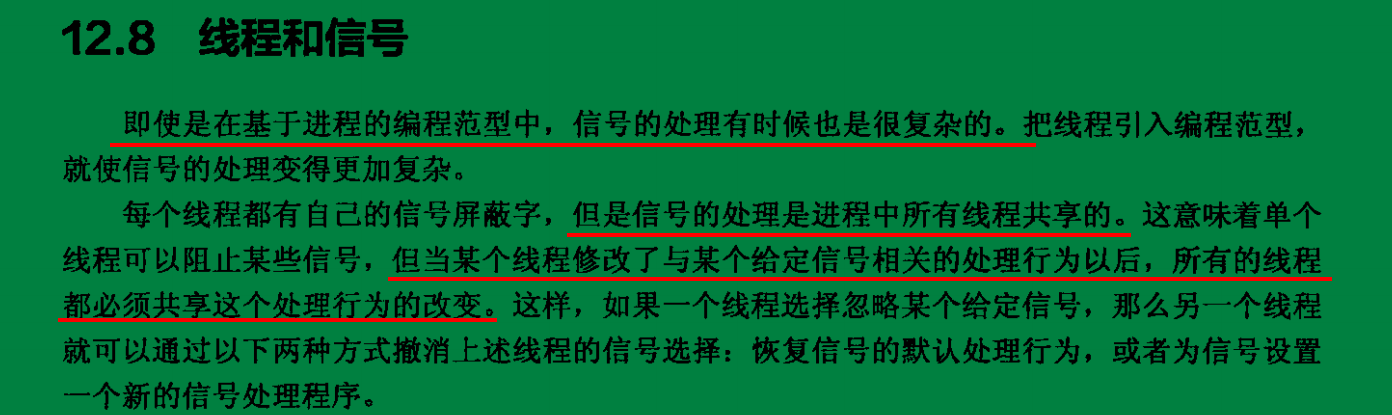 12.8 线程和信号
即使是在基于进程的编程范型中，信号的处理有时候也是很复杂的。把线程引入编程范型，
就使信号的处理变得更加复杂。
每个线程都有自己的信号屏蔽字，但是信号的处理是进程中所有线程共享的。这意味着单个
线程可以阻止某些信号，但当某个线程修改了与某个给定信号相关的处理行为以后，所有的线程
都必须共享这个处理行为的改变。这样，如果一个线程选择忽略某个给定信号，那么另一个线程
就可以通过以下两种方式撤消上述线程的信号选择：恢复信号的默认处理行为，或者为信号设置
一个新的信号处理程序。